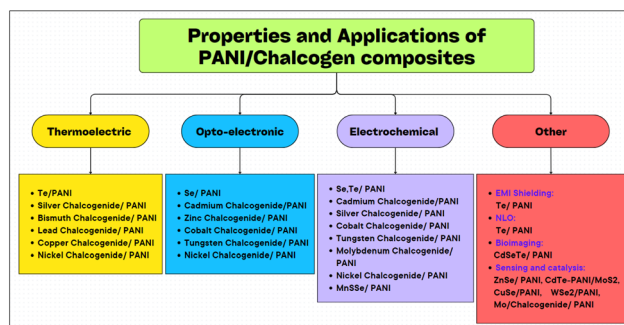 Properties and Applications of
PANI/Chalcogen composites
Thermoelectric
Opto-electronic
Electrochemical
Other
Te/PANI
Silver Chalcogenide/ PANI
Bismuth Chalcogenide/ PANI
Lead Chalcogenide/ PANI
Copper Chalcogenide/ PANI
Nickel Chalcogenide/ PANI
Se/ PANI
Cadmium Chalcogenide/ PANI
Zinc Chalcogenide/ PANI
Cobalt Chalcogenide/ PANI
Tungsten Chalcogenide/ PANI
Nickel Chalcogenide/ PANI
Se,Te/ PANI
Cadmium Chalcogenide/PANI
Silver Chalcogenide/ PANI
Cobalt Chalcogenide/ PANI
Tungsten Chalcogenide/ PANI
Molybdenum Chalcogenide/
PANI
Nickel Chalcogenide/ PANI
MnSSe/ PANI
EMI Shielding:
Te/ PANI
NLO:
Te/ PANI
Bioimaging:
CdSeTe/ PANI
Sensing and catalysis:
ZnSe/ PANI, CdTe-PANI/MoS2,
CuSe/PANI, WSe2/PANI,
Mo/Chalcogenide/ PANI